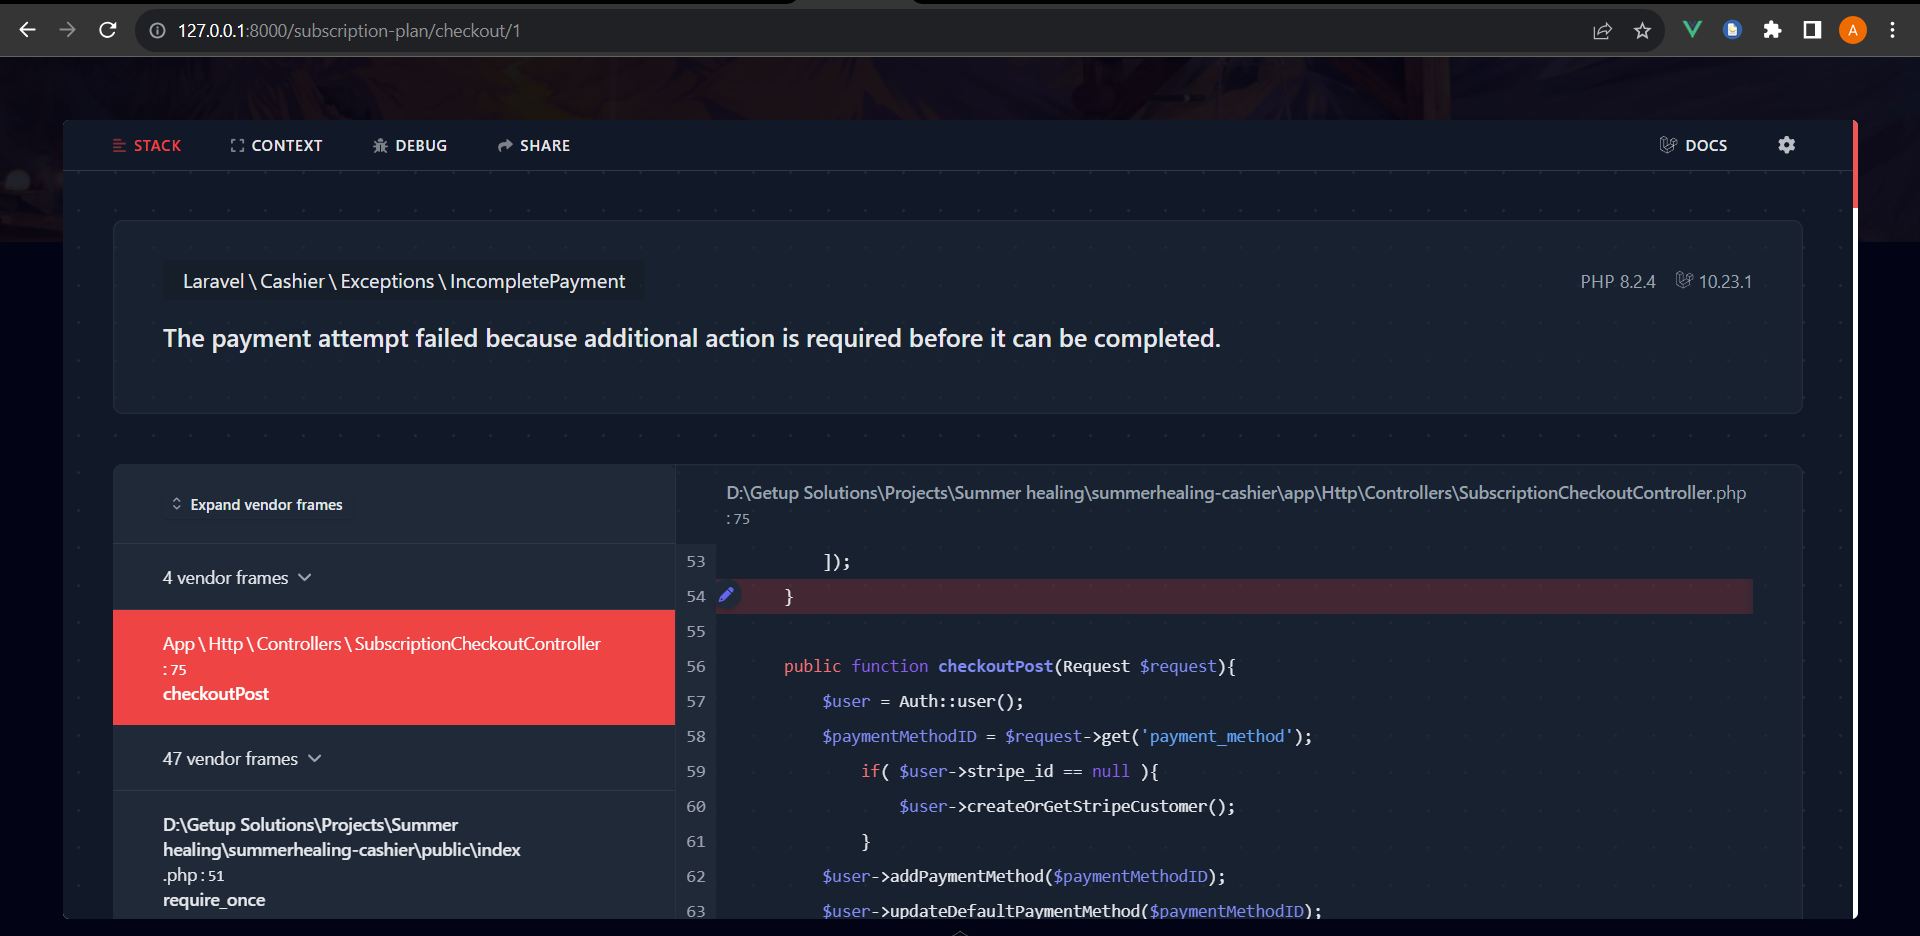 127.0.0.1:8000/subscription-plan/checkout/1
A
STACK
CONTEXT
DEBUG
SHARE
DOCS
Laravel\Cashier\Exceptions\IncompletePayment
PHP 8.2.4
10.23.1
The payment attempt failed because additional action is required before it can be completed.
Expand vendor frames
4 vendor frames
App\Http\Controllers\SubscriptionCheckoutController
:75
checkoutPost
47 vendor frames
D:\Getup Solutions\Projects\Summer
healing\summerhealing-cashier\public\index
.php:51
require_once
D:\Getup Solutions\Projects\Summer healing\summerhealing-cashier\app\Http\Controllers\SubscriptionCheckoutController.php
:75
53 ]);
54 }
55
56 public function checkoutPost(Request $request){
57 $user = Auth::user();
58 $paymentMethodID = $request->get('payment_method');
59 if( $user->stripe_id == null ){
60 $user->createOrGetStripeCustomer();
61 }
62 $user->addPaymentMethod($paymentMethodID);
63 $user->updateDefaultPaymentMethod($paymentMethodID);